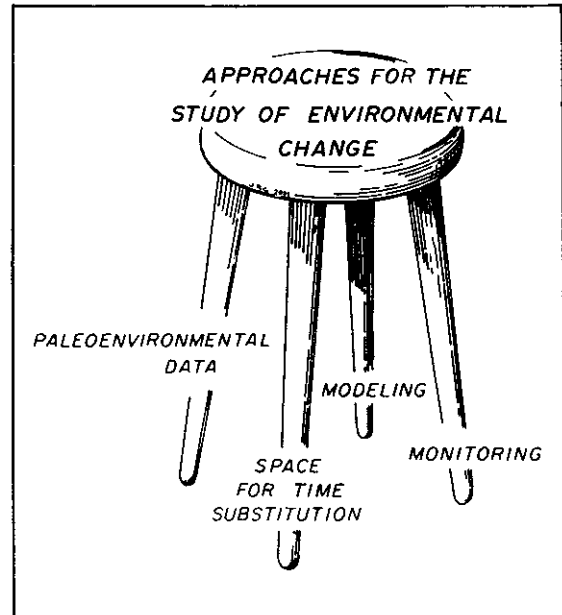 APPROACHES FOR THE
STUDY OF ENVIRONMENTAL
CHANGE
PALEOENVIRONMENTAL
DATA
MODELING
SPACE
FOR TIME
SUBSTITUTION
MONITORING